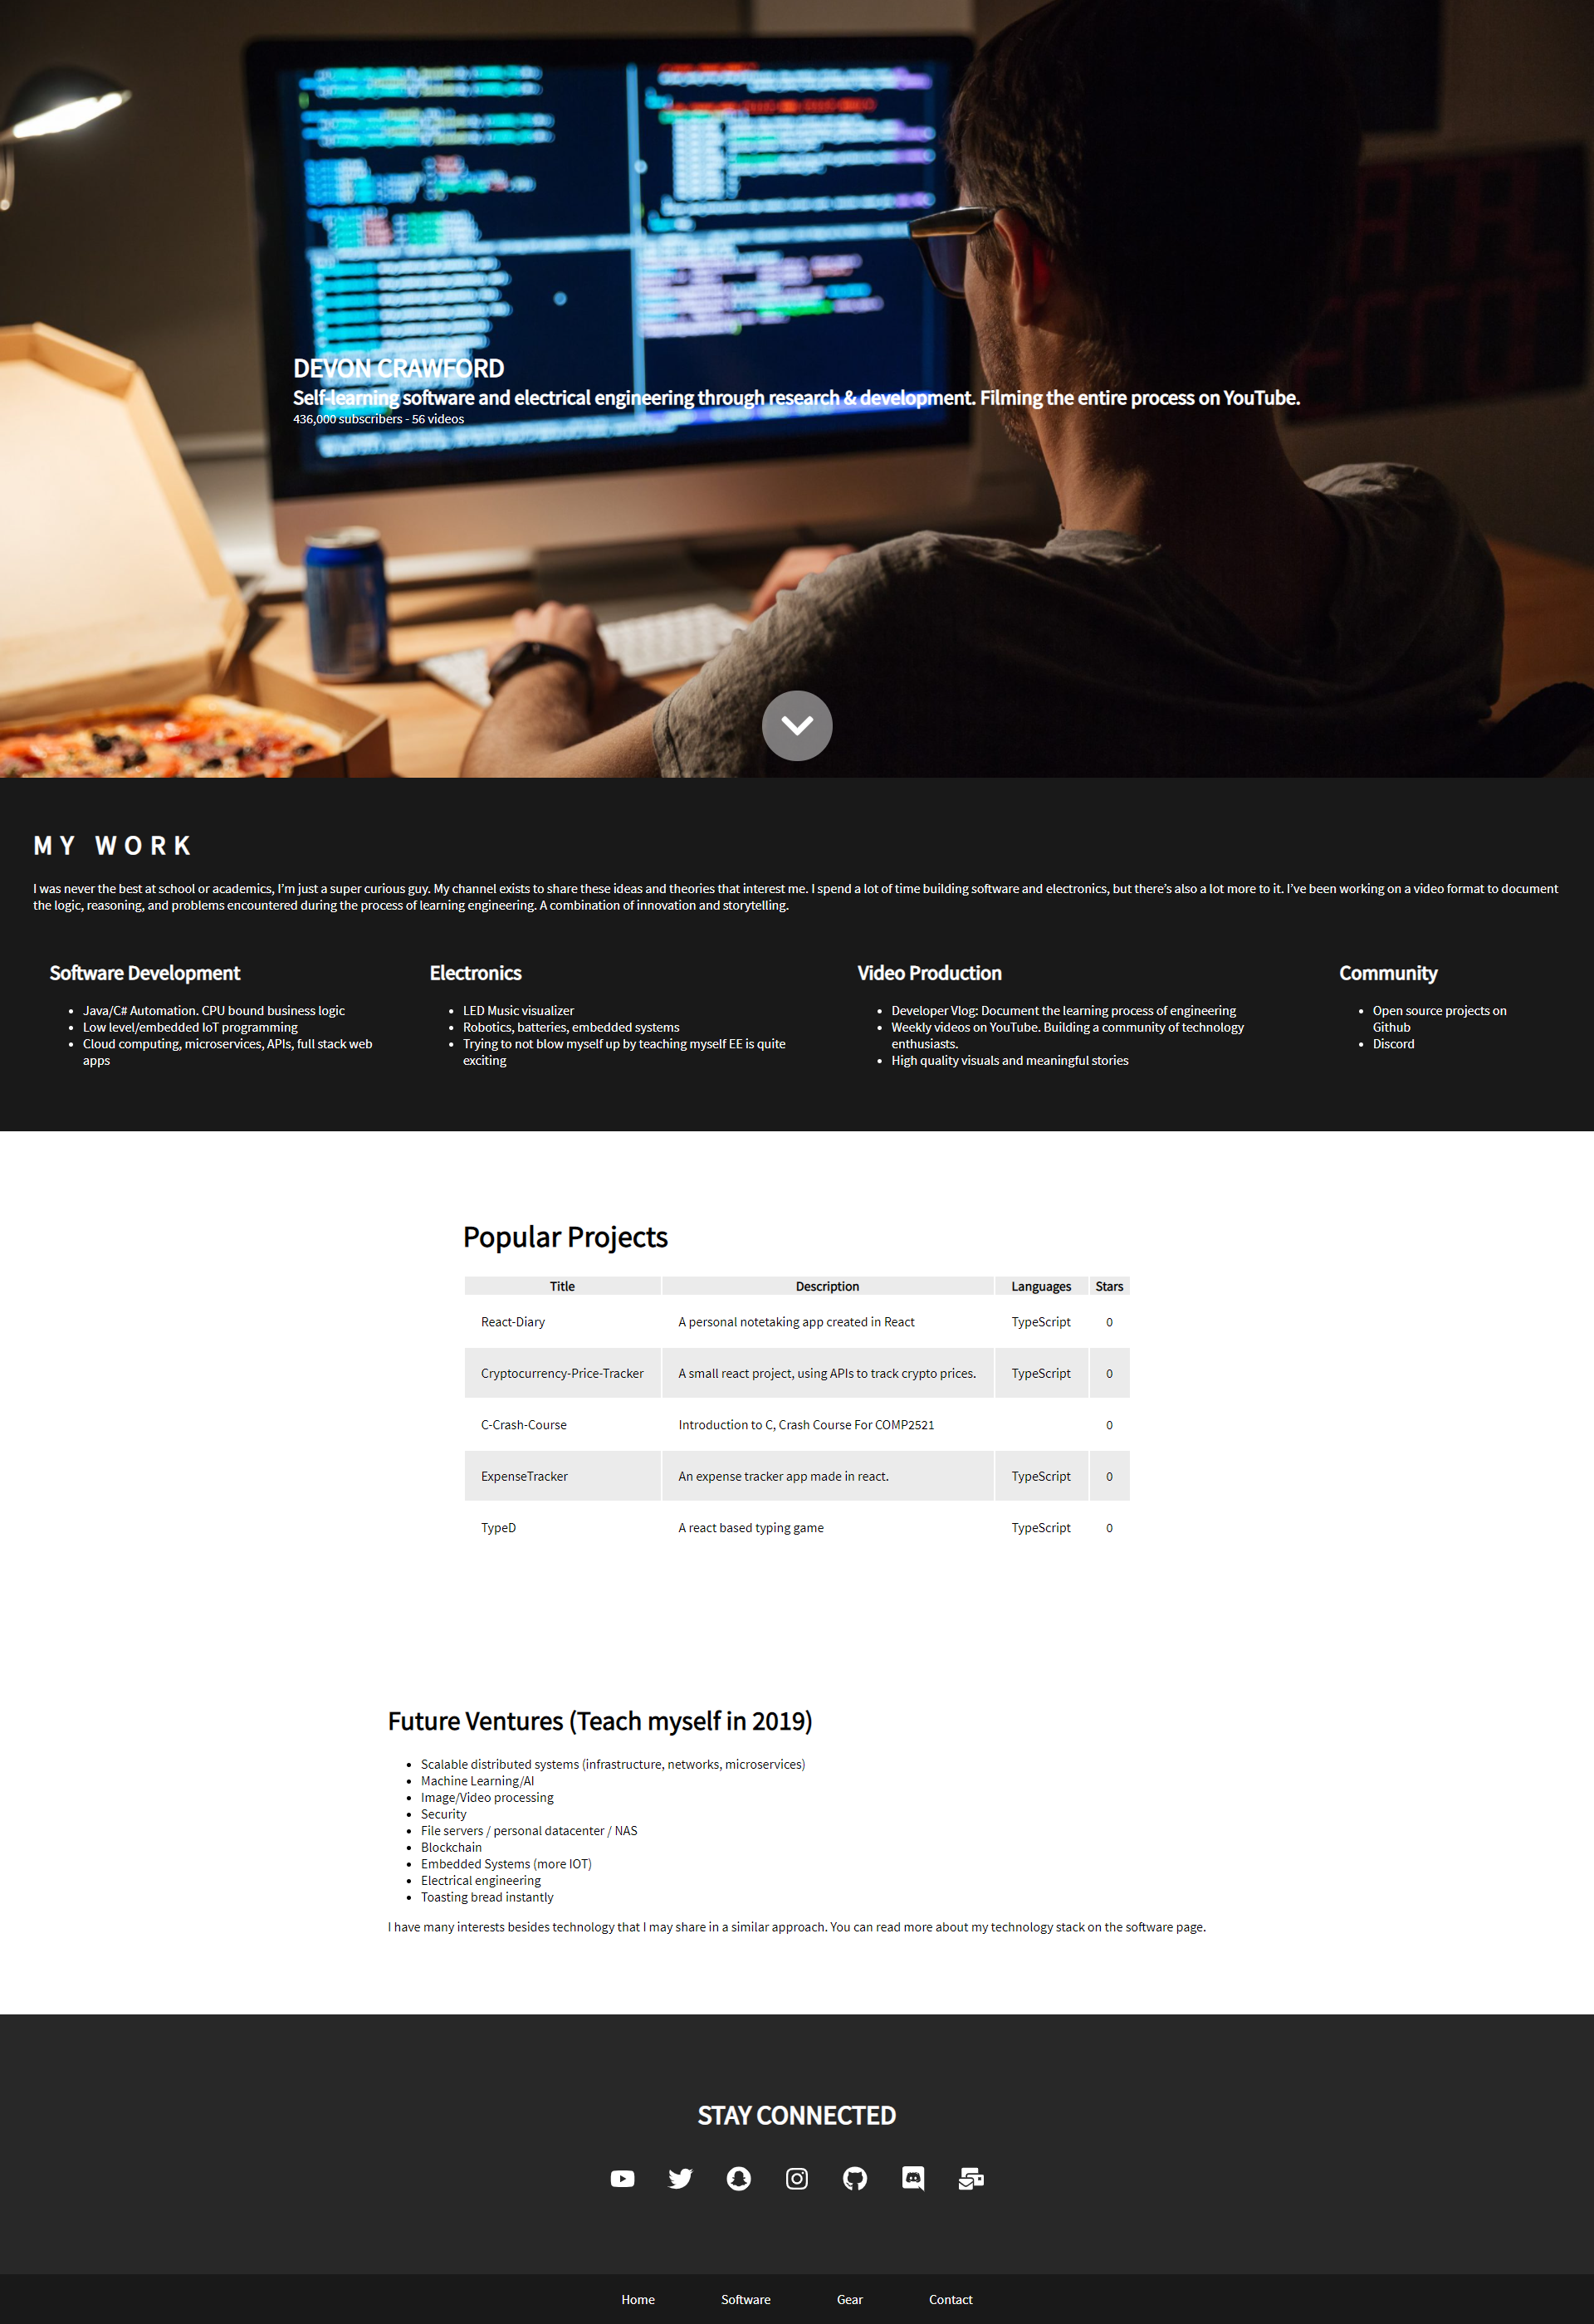 DEVON CRAWFORD
Self-learning software and electrical engineering through research & development. Filming the entire process on YouTube.
436,000 subscribers - 56 videos
MY WORK
I was never the best at school or academics, I'm just a super curious guy. My channel exists to share these ideas and theories that interest me. I spend a lot of time building software and electronics, but there's also a lot more to it. I've been working on a video format to document
the logic, reasoning, and problems encountered during the process of learning engineering. A combination of innovation and storytelling.
Software Development
Java/C# Automation. CPU bound business logic
Low level/embedded IoT programming
Cloud computing, microservices, APIs, full stack web
apps
Electronics
LED Music visualizer
Robotics, batteries, embedded systems
Trying to not blow myself up by teaching myself EE is quite
exciting
Video Production
Developer Vlog: Document the learning process of engineering
Weekly videos on YouTube. Building a community of technology
enthusiasts.
High quality visuals and meaningful stories
Community
Open source projects on
Github
Discord
Popular Projects
Title Description Languages Stars
React-Diary A personal notetaking app created in React TypeScript 0
Cryptocurrency-Price-Tracker A small react project, using APIs to track crypto prices. TypeScript 0
C-Crash-Course Introduction to C, Crash Course For COMP2521 0
ExpenseTracker An expense tracker app made in react. TypeScript 0
TypeD A react based typing game TypeScript 0
Future Ventures (Teach myself in 2019)
Scalable distributed systems (infrastructure, networks, microservices)
Machine Learning/AI
Image/Video processing
Security
File servers / personal datacenter / NAS
Blockchain
Embedded Systems (more IOT)
Electrical engineering
Toasting bread instantly
I have many interests besides technology that I may share in a similar approach. You can read more about my technology stack on the software page.
STAY CONNECTED
Home Software Gear Contact